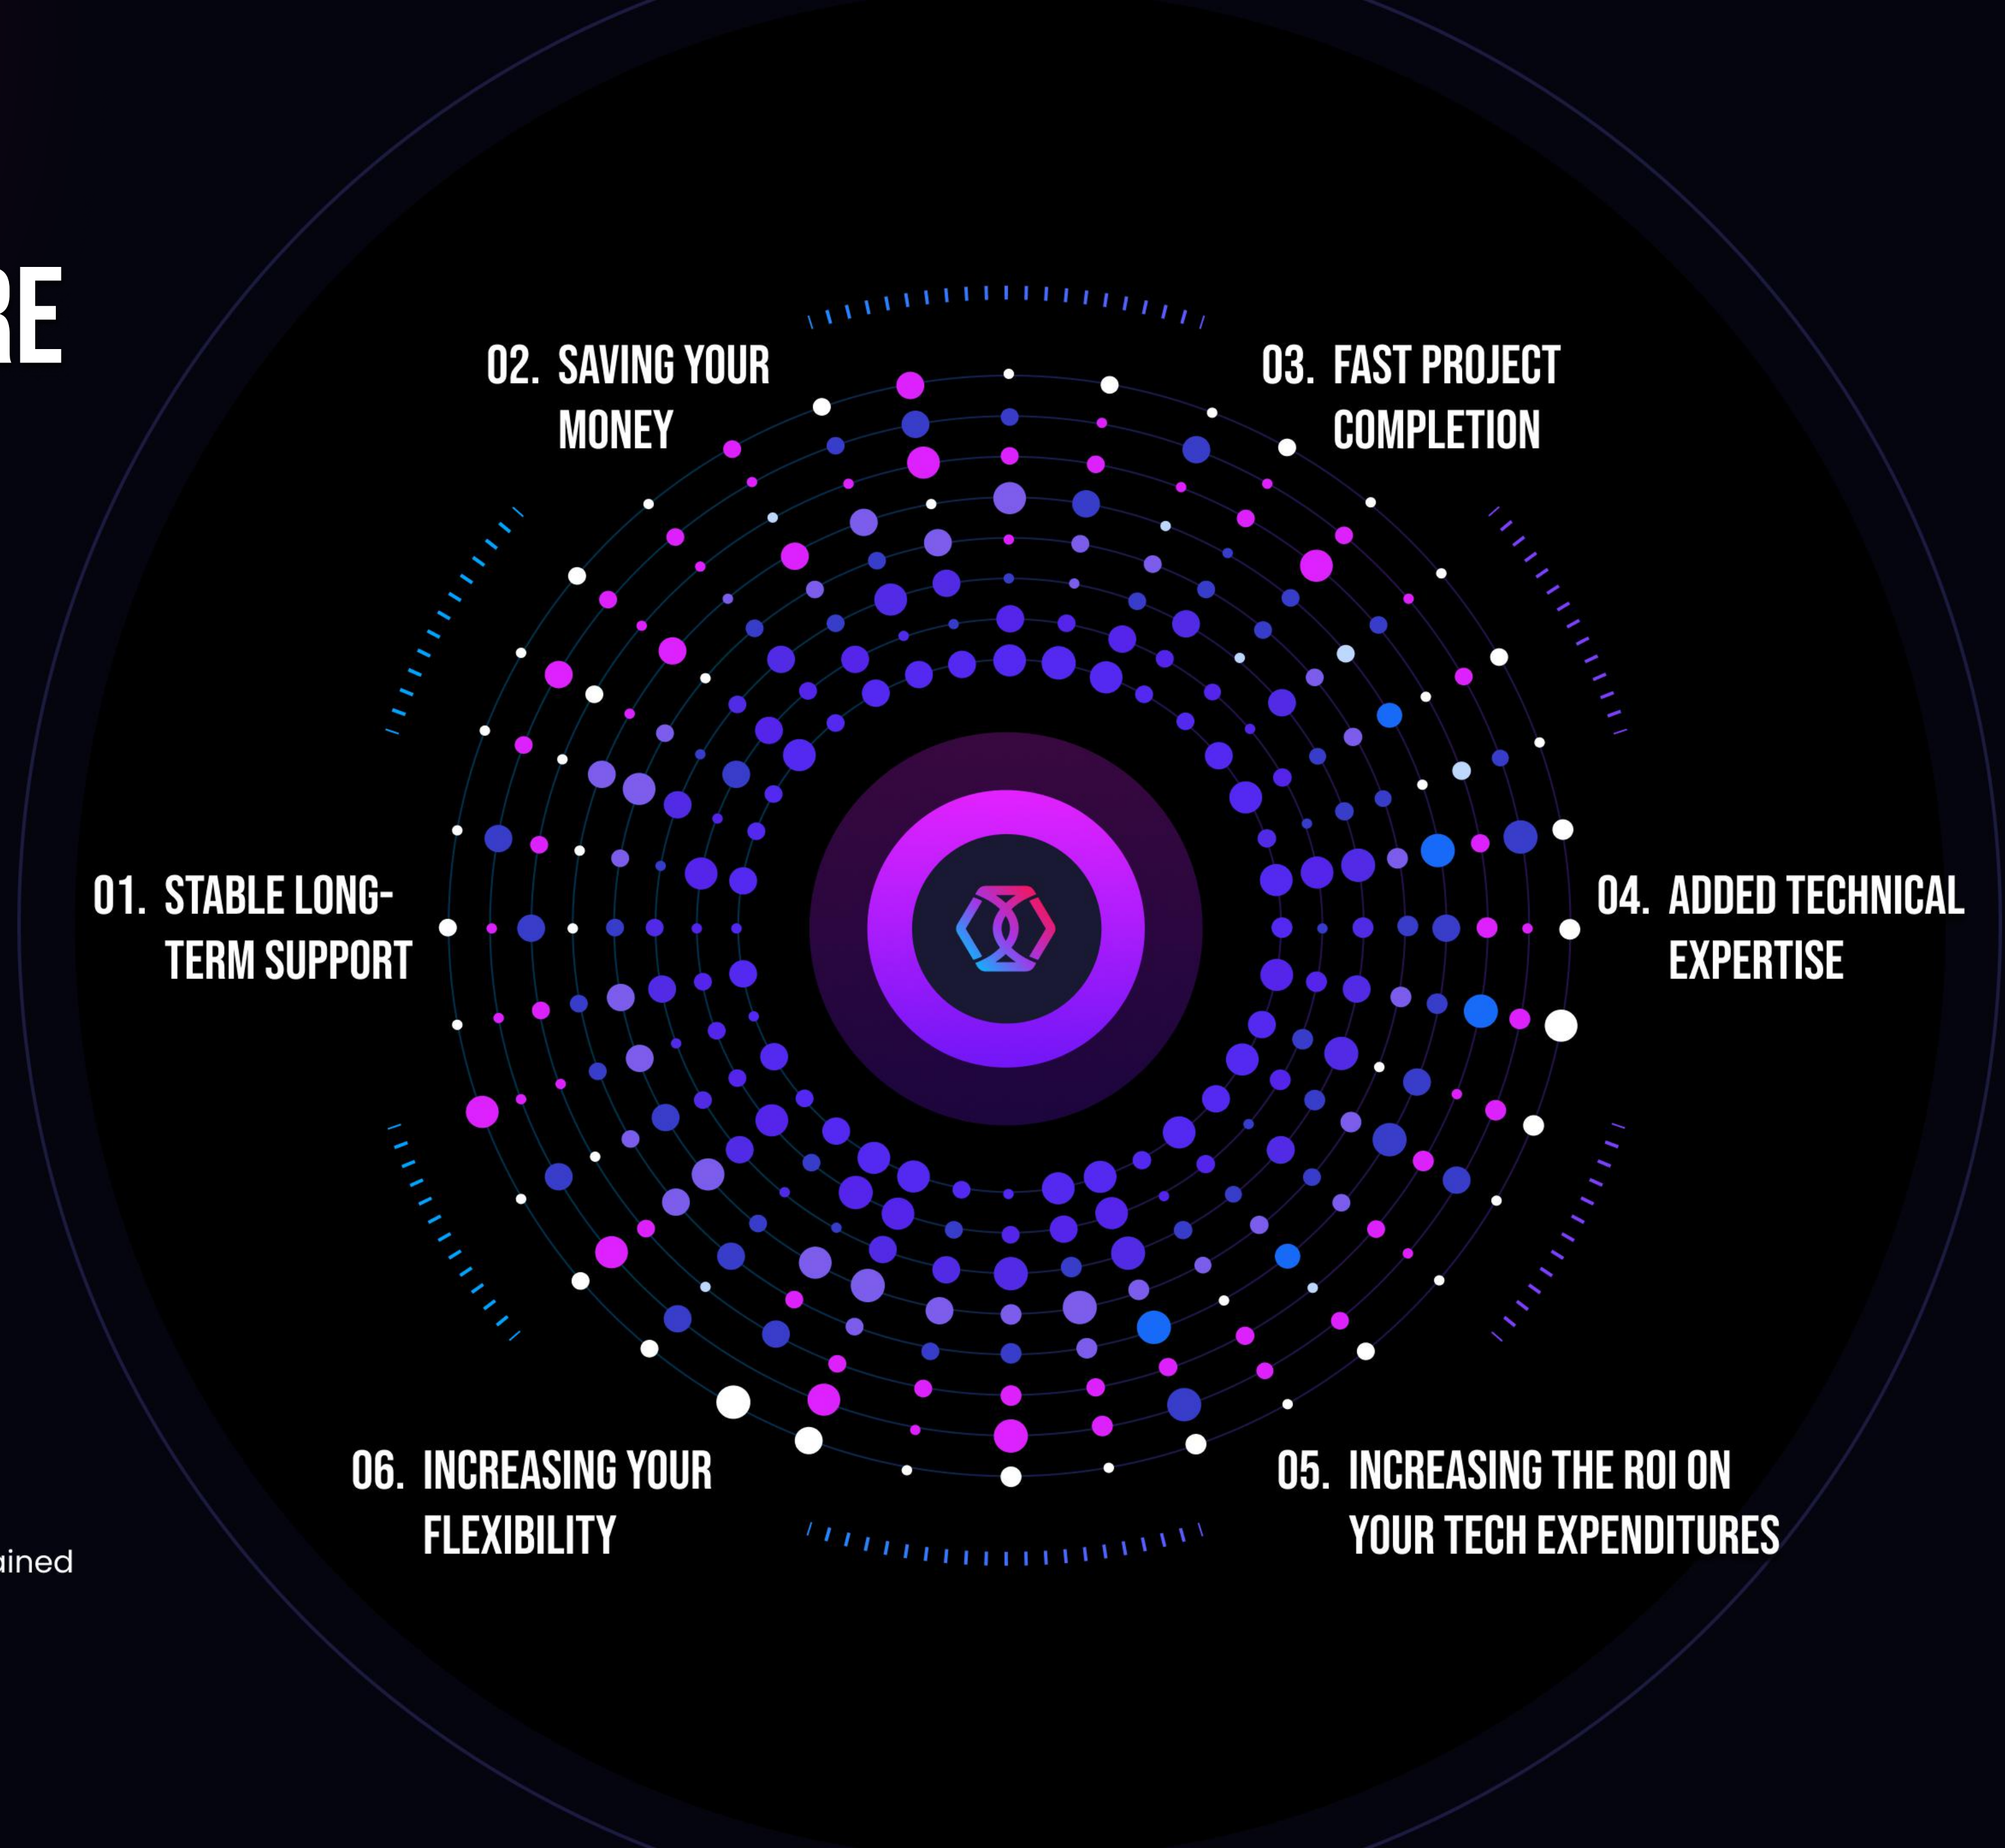 RE
01. STABLE LONG-
TERM SUPPORT
02. SAVING YOUR
MONEY
03. FAST PROJECT
COMPLETION
04. ADDED TECHNICAL
EXPERTISE
05. INCREASING THE ROI ON
YOUR TECH EXPENDITURES
06. INCREASING YOUR
FLEXIBILITY
ained